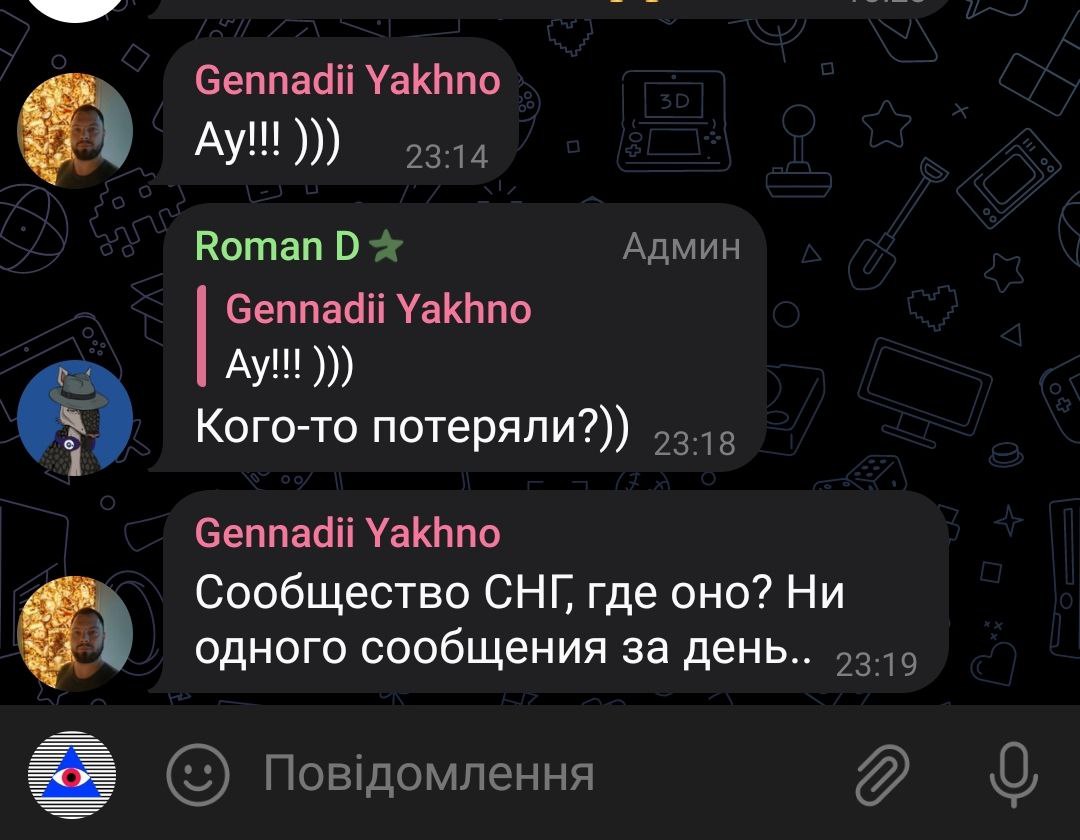 Gennadii Yakhno
Ау!!! )))
23:14
3D
Roman D
Админ
Gennadii Yakhno
Ау!!! )))
Кого-то потеряли?))
23:18
Gennadii Yakhno
Сообщество СНГ, где оно? Ни
одного сообщения за день..
23:19
Повідомлення